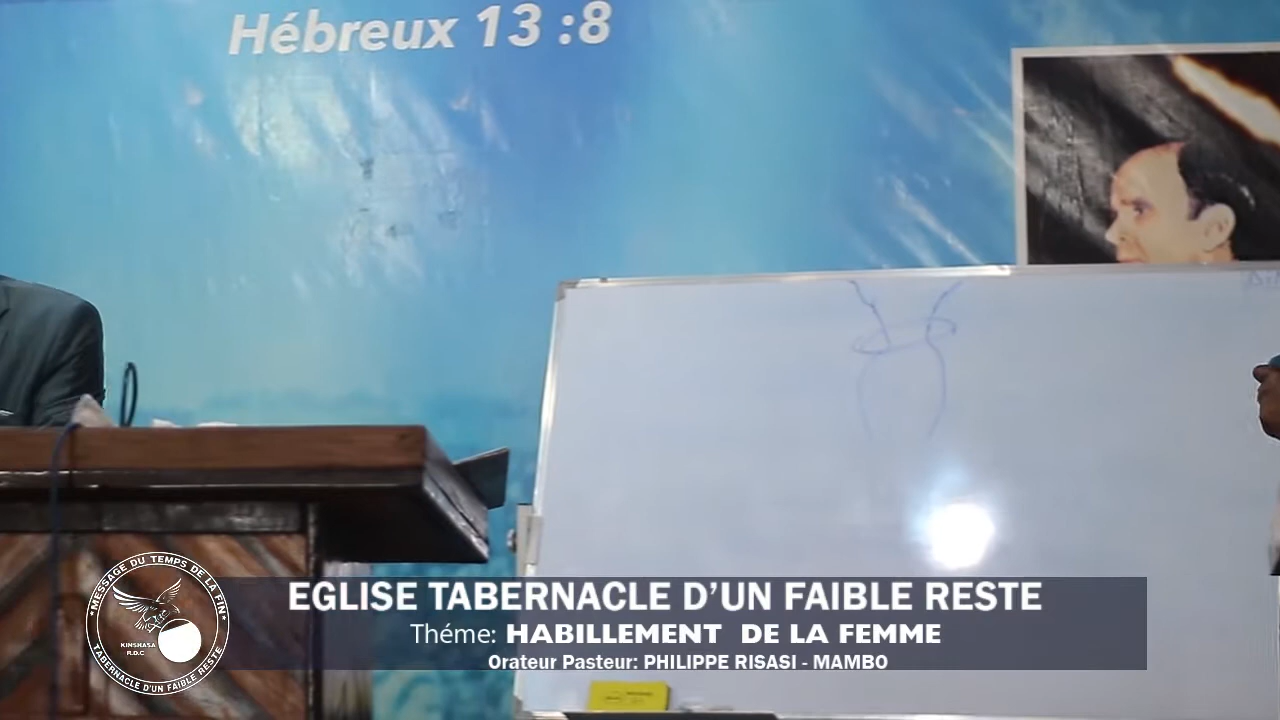 Hébreux 13 :8
EGLISE TABERNACLE D'UN FAIBLE RESTE
Théme: HABILLEMENT DE LA FEMME
Orateur Pasteur: PHILIPPE RISASI - MAMBO
MESSAGE DU TEMPS DE LA FIN
KINSHASA
R.D.C
TABERNACLE D'UN FAIBLE RESTE